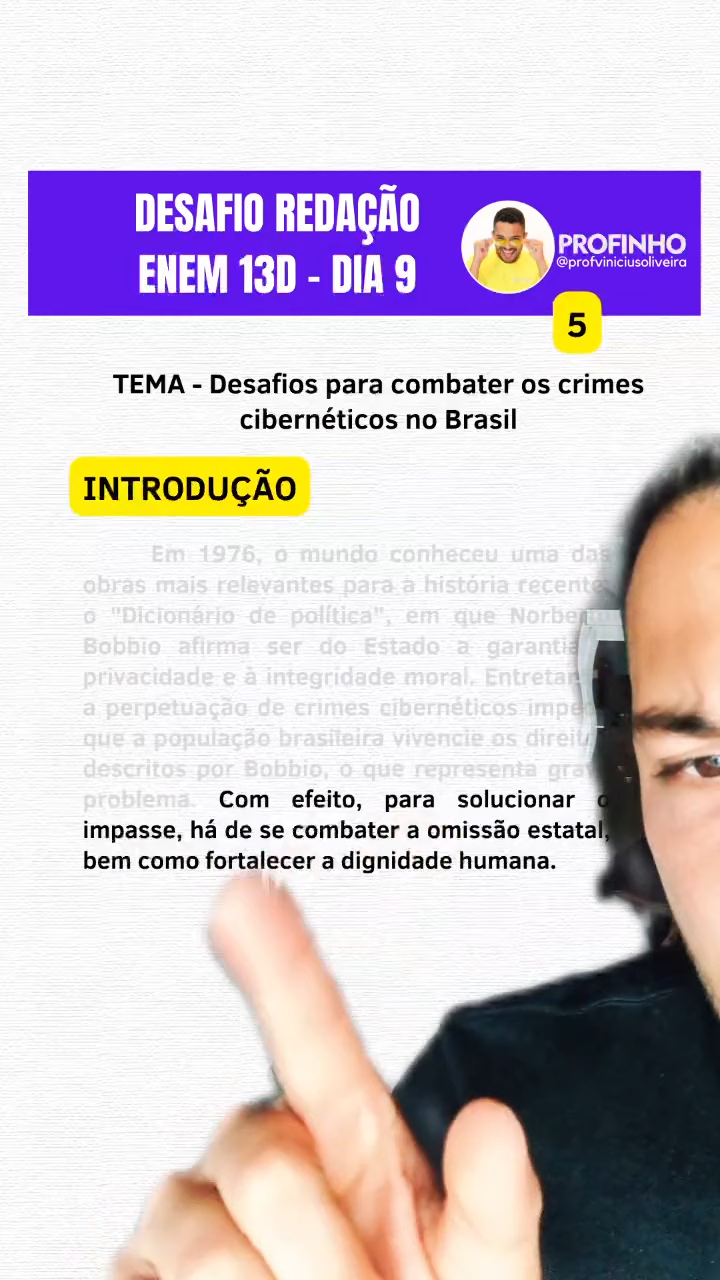 DESAFIO REDAÇÃO
ENEM 13D - DIA 9
PROFINHO
@profviniciusoliveira
5
TEMA - Desafios para combater os crimes
cibernéticos no Brasil
INTRODUÇÃO
Em 1976, o mundo conheceu uma das
obras mais relevantes para a história recente:
o "Dicionário de política", em que
Bobbio afirma ser do Estado a garantia
privacidade e à integridade moral.
a perpetuação de crimes cibernéticos
que a população brasileira vivencie os
descritos por Bobbio, o que representa
problema. Com efeito, para solucionar o
impasse, há de se combater a omissão estatal,
bem como fortalecer a dignidade humana.